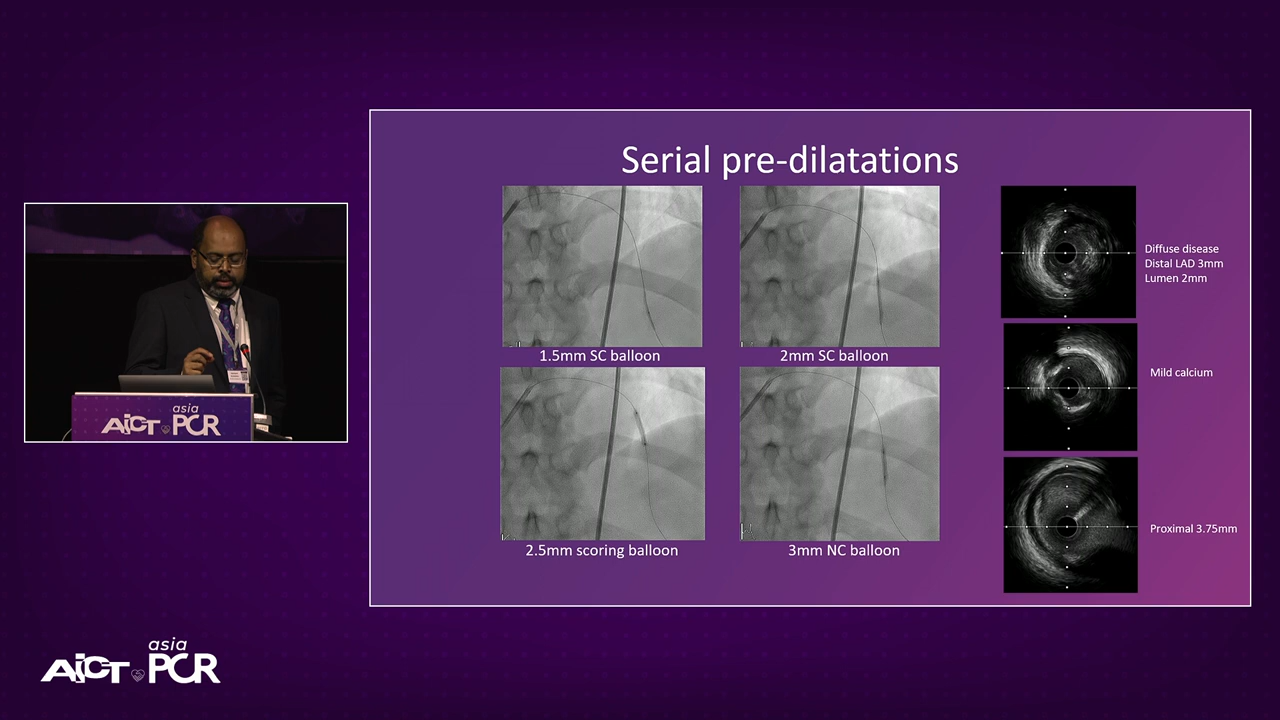 Serial pre-dilatations
1.5mm SC balloon
2mm SC balloon
2.5mm scoring balloon
3mm NC balloon
Diffuse disease
Distal LAD 3mm
Lumen 2mm
Mild calcium
Proximal 3.75mm
asia
AICT PCR
asia
AICT PCR